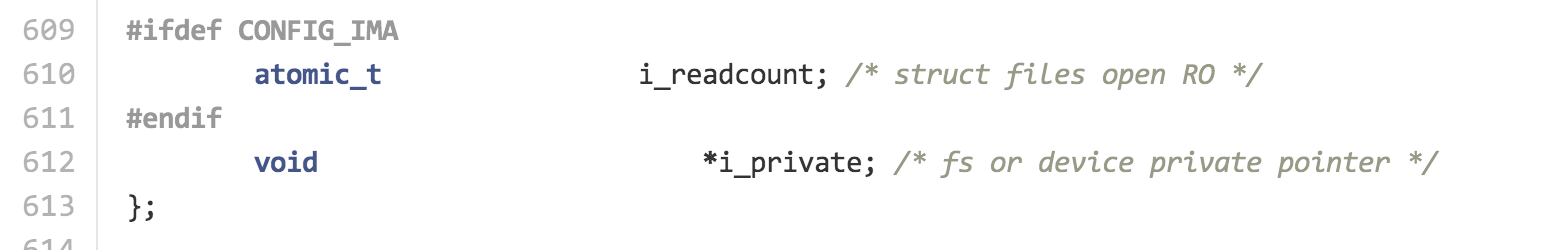 609 #ifdef CONFIG_IMA
610 atomic_t i_readcount; /* struct files open RO */
611 #endif
612 void *i_private; /* fs or device private pointer */
613 };
614